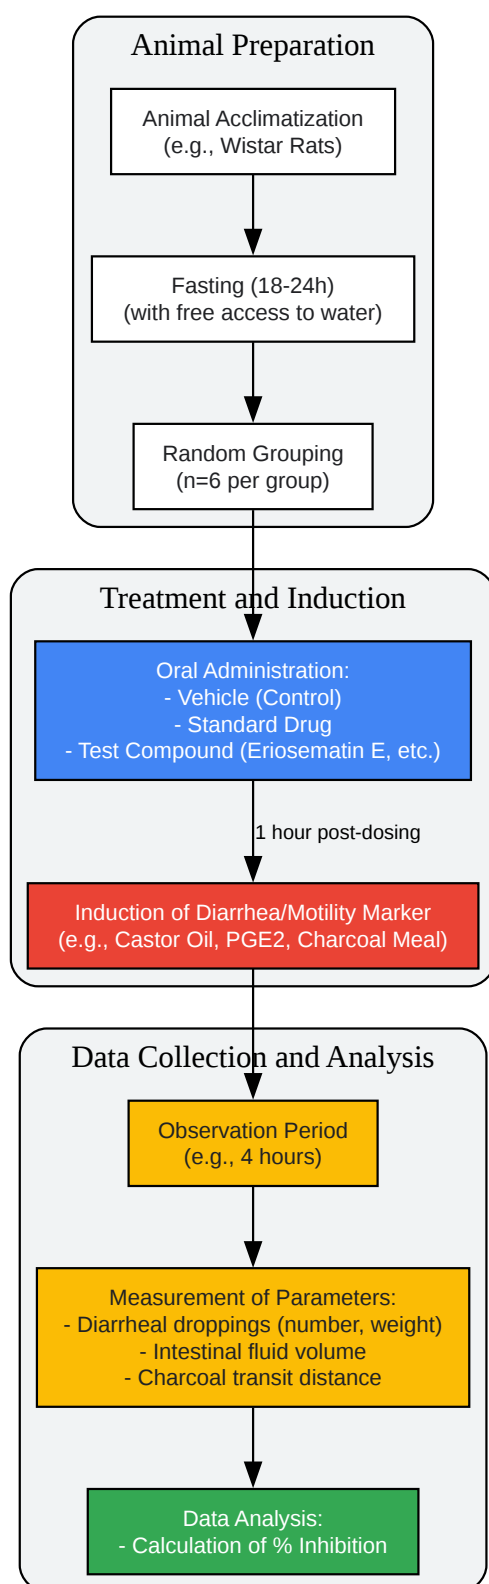 Animal Preparation
Animal Acclimatization
(e.g., Wistar Rats)
Fasting (18-24h)
(with free access to water)
Random Grouping
(n=6 per group)
Treatment and Induction
Oral Administration:
- Vehicle (Control)
- Standard Drug
- Test Compound (Eriosematin E, etc.)
1 hour post-dosing
Induction of Diarrhea/Motility Marker
(e.g., Castor Oil, PGE2, Charcoal Meal)
Data Collection and Analysis
Observation Period
(e.g., 4 hours)
Measurement of Parameters:
- Diarrheal droppings (number, weight)
- Intestinal fluid volume
- Charcoal transit distance
Data Analysis:
- Calculation of % Inhibition